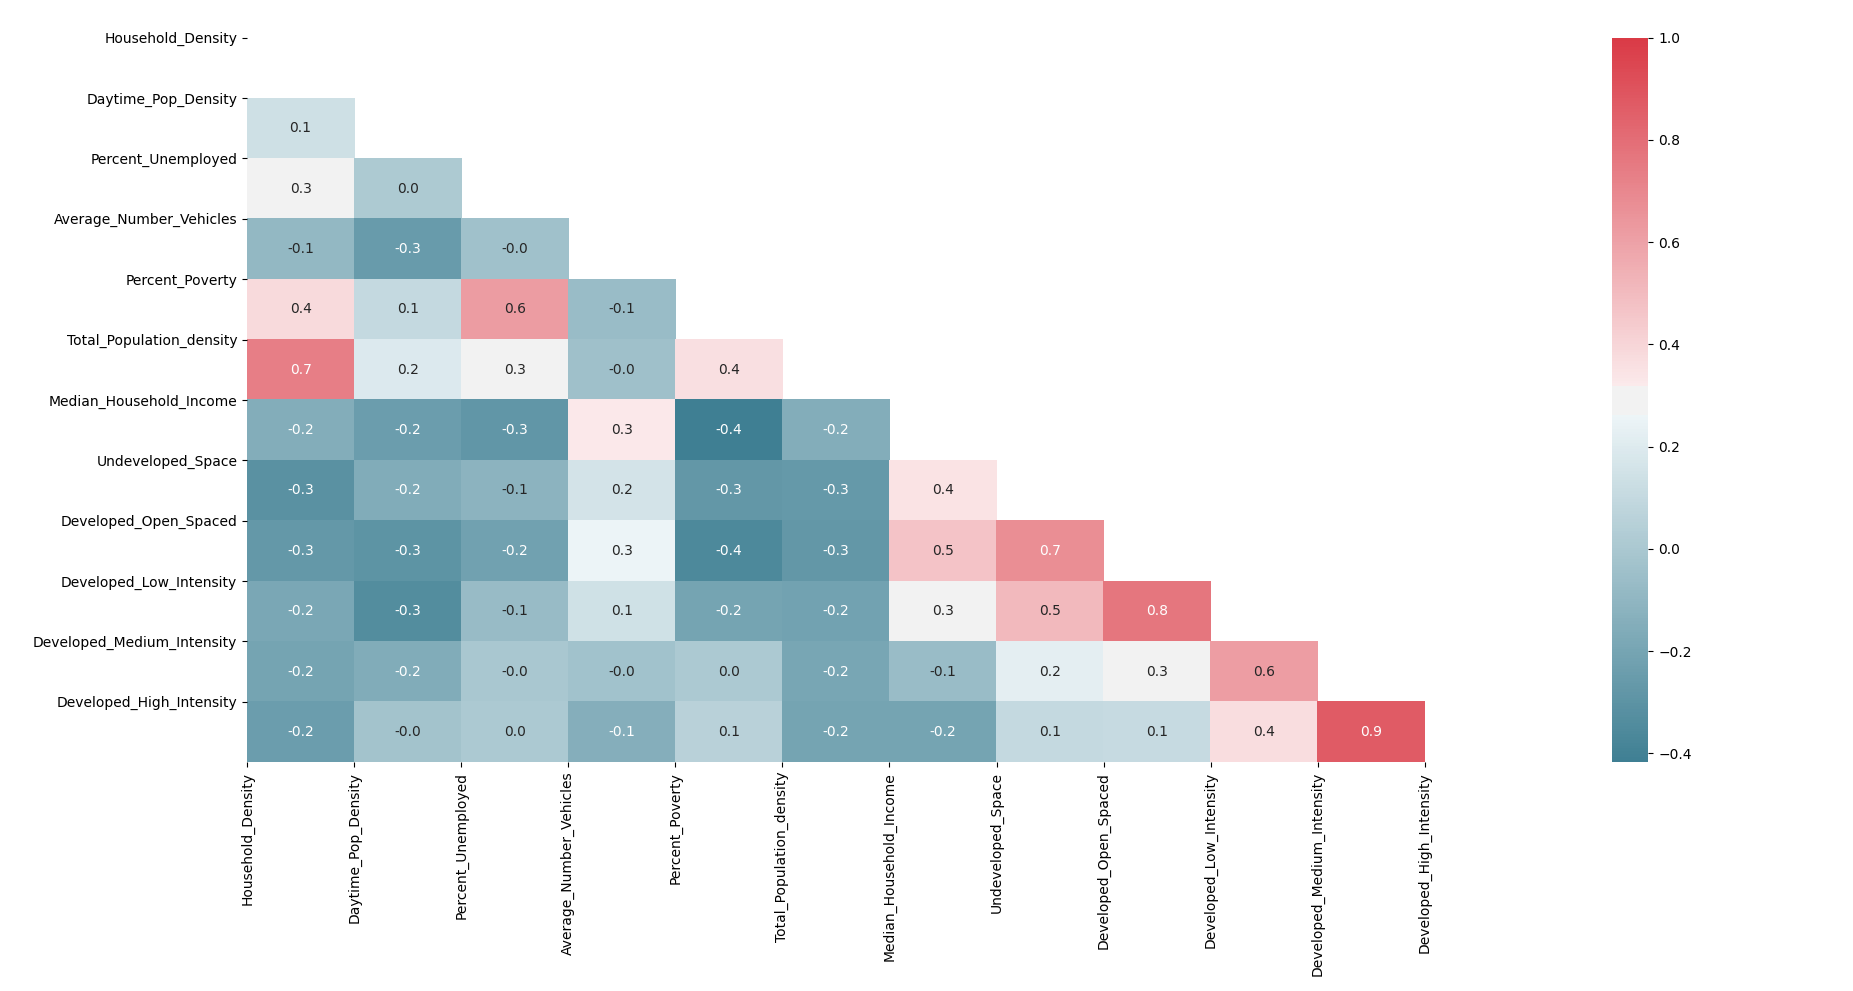 Household_Density
Daytime_Pop_Density
0.1
Percent_Unemployed
0.3 0.0
Average_Number_Vehicles
-0.1 -0.3 -0.0
Percent_Poverty
0.4 0.1 0.6 -0.1
Total_Population_density
0.7 0.2 0.3 -0.0 0.4
Median_Household_Income
-0.2 -0.2 -0.3 0.3 -0.4 -0.2
Undeveloped_Space
-0.3 -0.2 -0.1 0.2 -0.3 -0.3 0.4
Developed_Open_Spaced
-0.3 -0.3 -0.2 0.3 -0.4 -0.3 0.5 0.7
Developed_Low_Intensity
-0.2 -0.3 -0.1 0.1 -0.2 -0.2 0.3 0.5 0.8
Developed_Medium_Intensity
-0.2 -0.2 -0.0 -0.0 0.0 -0.2 -0.1 0.2 0.3 0.6
Developed_High_Intensity
-0.2 -0.0 0.0 -0.1 0.1 -0.2 -0.2 0.1 0.1 0.4 0.9
Household_Density
Daytime_Pop_Density
Percent_Unemployed
Average_Number_Vehicles
Percent_Poverty
Total_Population_density
Median_Household_Income
Undeveloped_Space
Developed_Open_Spaced
Developed_Low_Intensity
Developed_Medium_Intensity
Developed_High_Intensity
1.0
0.8
0.6
0.4
0.2
0.0
−0.2
−0.4